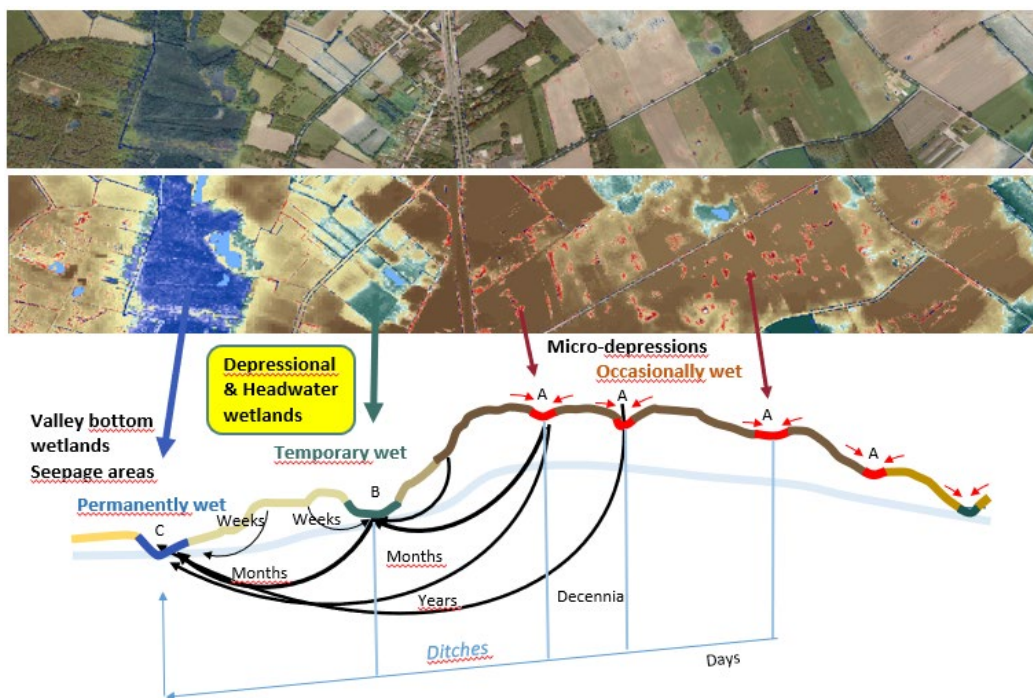 Micro-depressions
Occasionally wet
Depressional
& Headwater
wetlands
Valley bottom
wetlands
Seepage areas
Temporary wet
Permanently wet
A
A
A
A
B
C
Weeks
Weeks
Months
Months
Years
Decennia
Ditches
Days